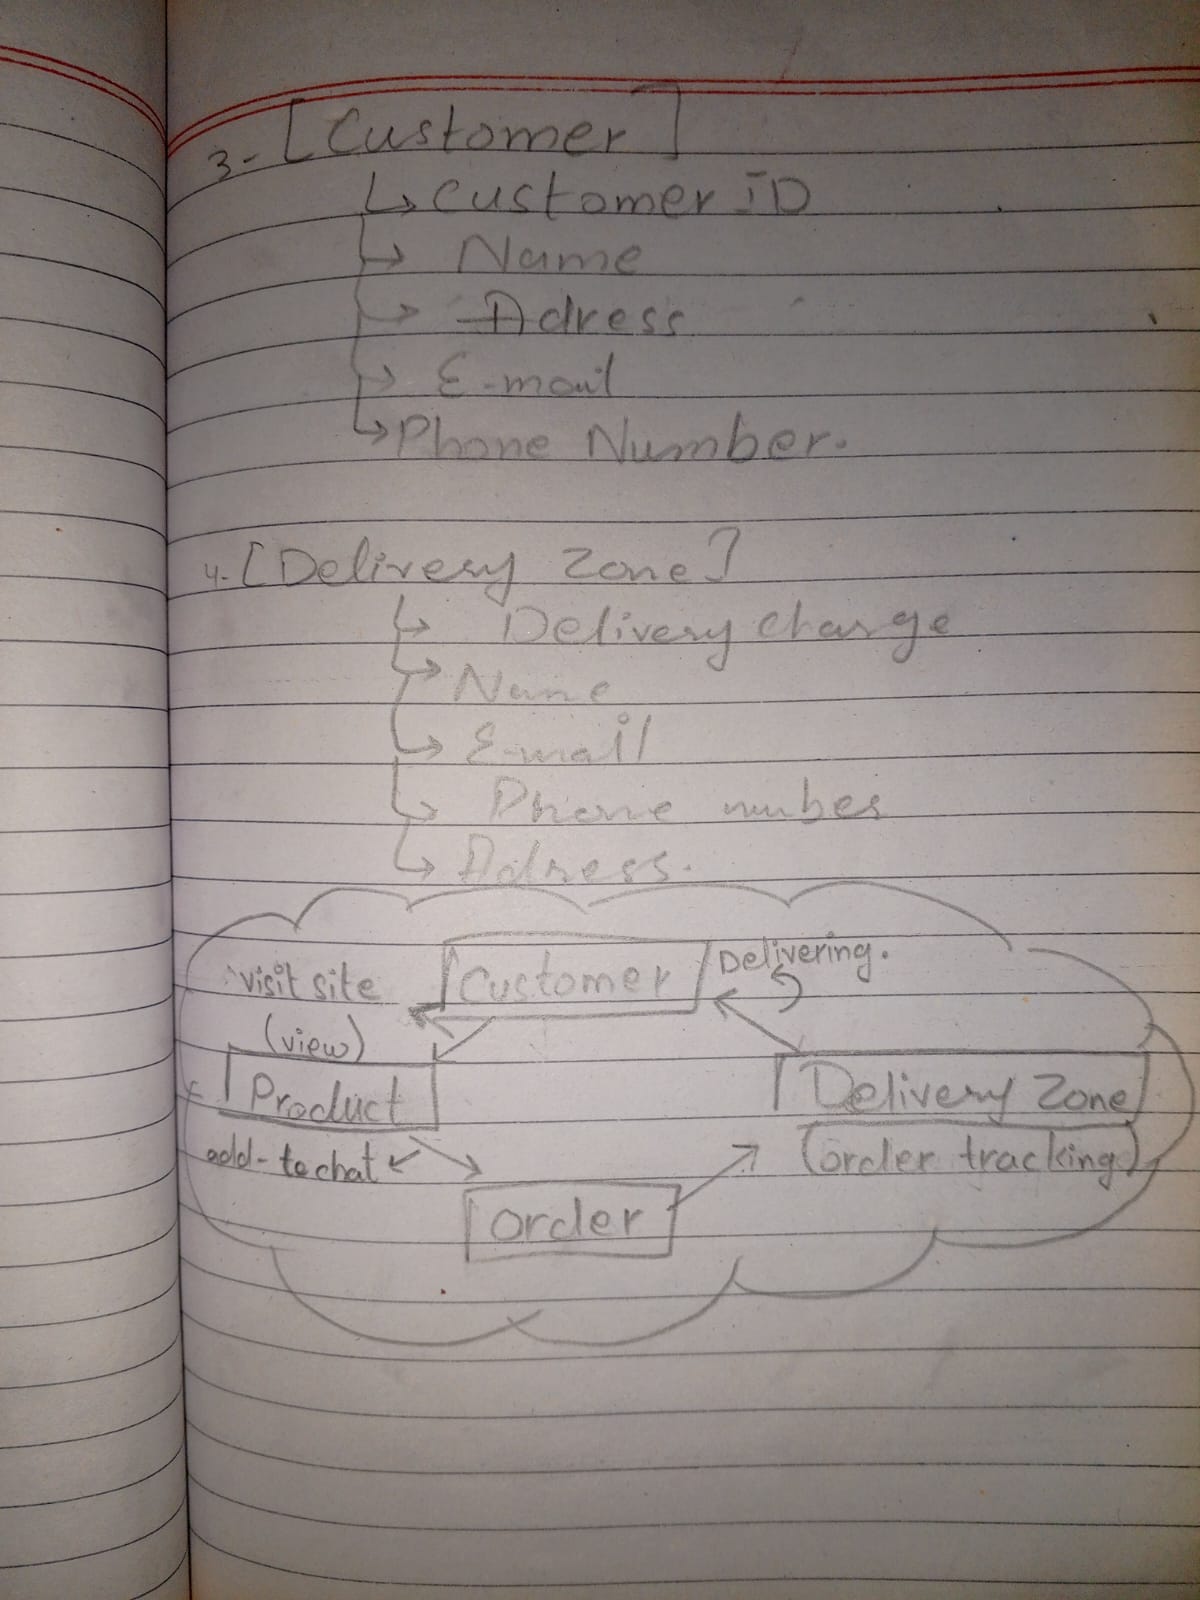 3- [Customer]
↳ Customer ID
→ Name
→ Adress
→ E-mail
↳ Phone Number.
4- [Delivery Zone]
↳ Delivery charge
→ Name
↳ E-mail
↳ Phone number
↳ Adress.
Customer Delivering.
visit site
(view)
Product Delivery Zone
add-to chat (order tracking)
order